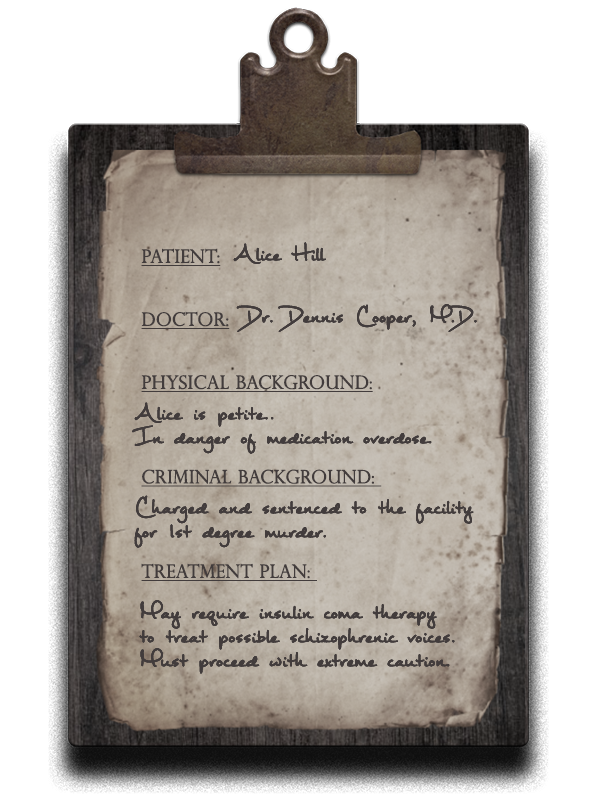 PATIENT: Alice Hill
DOCTOR: Dr. Dennis Cooper, M.D.
PHYSICAL BACKGROUND:
Alice is petite..
In danger of medication overdose.
CRIMINAL BACKGROUND:
Charged and sentenced to the facility
for 1st degree murder.
TREATMENT PLAN:
May require insulin coma therapy
to treat possible schizophrenic voices.
Must proceed with extreme caution.